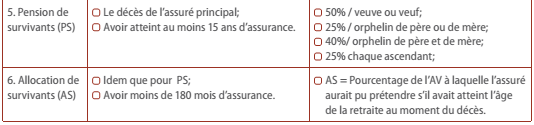 5. Pension de survivants (PS)
▢ Le décès de l'assuré principal;
▢ Avoir atteint au moins 15 ans d'assurance.
▢ 50% / veuve ou veuf;
▢ 25% / orphelin de père ou de mère;
▢ 40%/ orphelin de père et de mère;
▢ 25% chaque ascendant;
6. Allocation de survivants (AS)
▢ Idem que pour PS;
▢ Avoir moins de 180 mois d'assurance.
▢ AS = Pourcentage de l'AV à laquelle l'assuré
aurait pu prétendre s'il avait atteint l'âge
de la retraite au moment du décès.